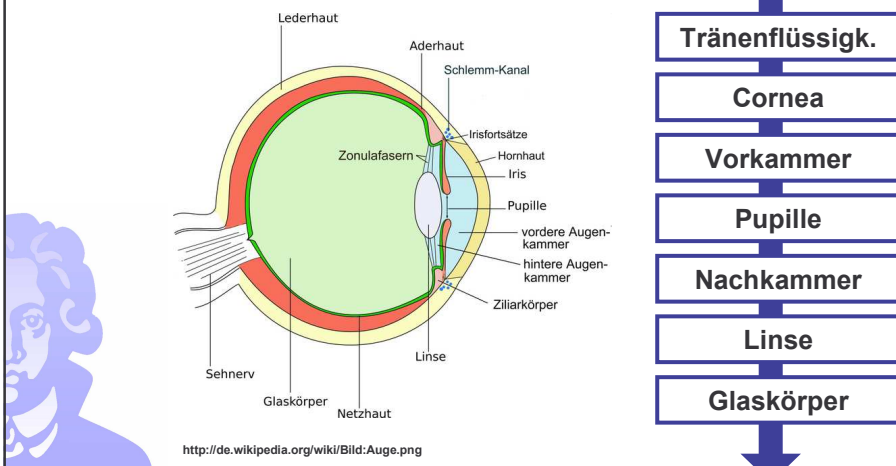 Lederhaut
Aderhaut
Schlemm-Kanal
Irisfortsätze
Zonulafasern
Hornhaut
Iris
Pupille
vordere Augen-
kammer
hintere Augen-
kammer
Ziliarkörper
Linse
Sehnerv
Glaskörper
Netzhaut
http://de.wikipedia.org/wiki/Bild:Auge.png
Tränenflüssigk.
Cornea
Vorkammer
Pupille
Nachkammer
Linse
Glaskörper